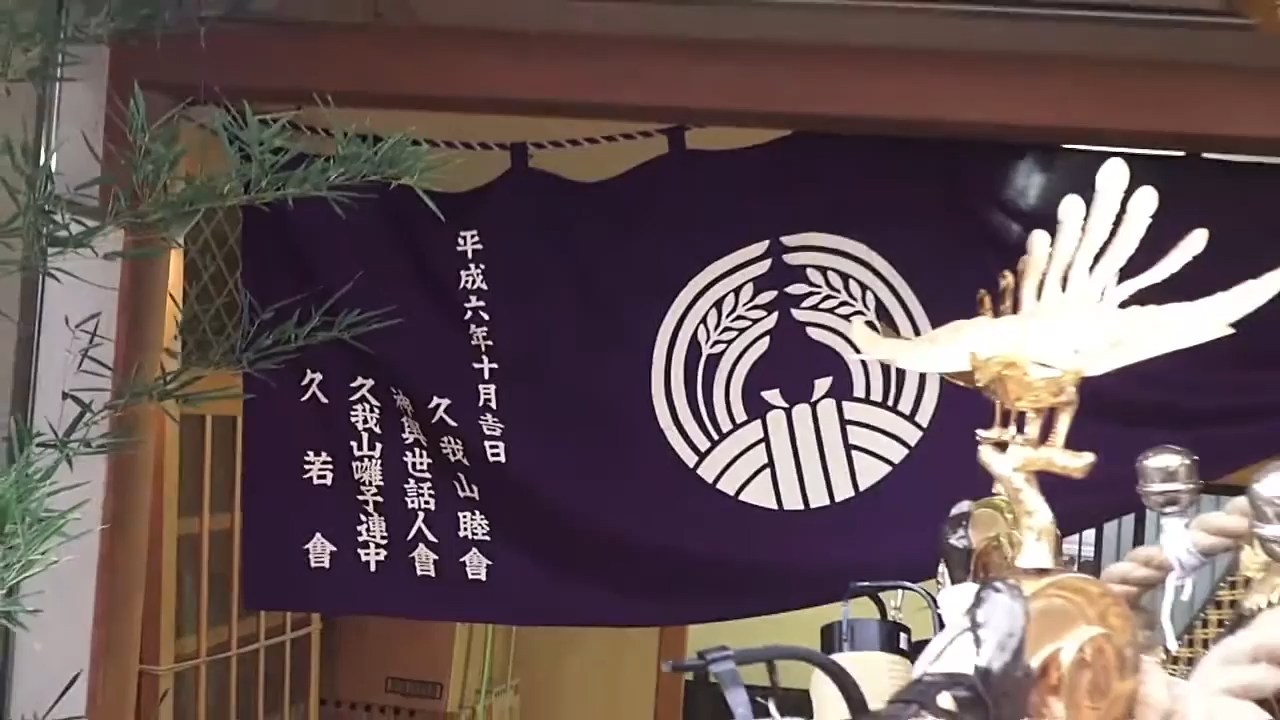 平成六年十月吉日
久我山睦會
神輿世話人會
久我山囃子連中
久若會